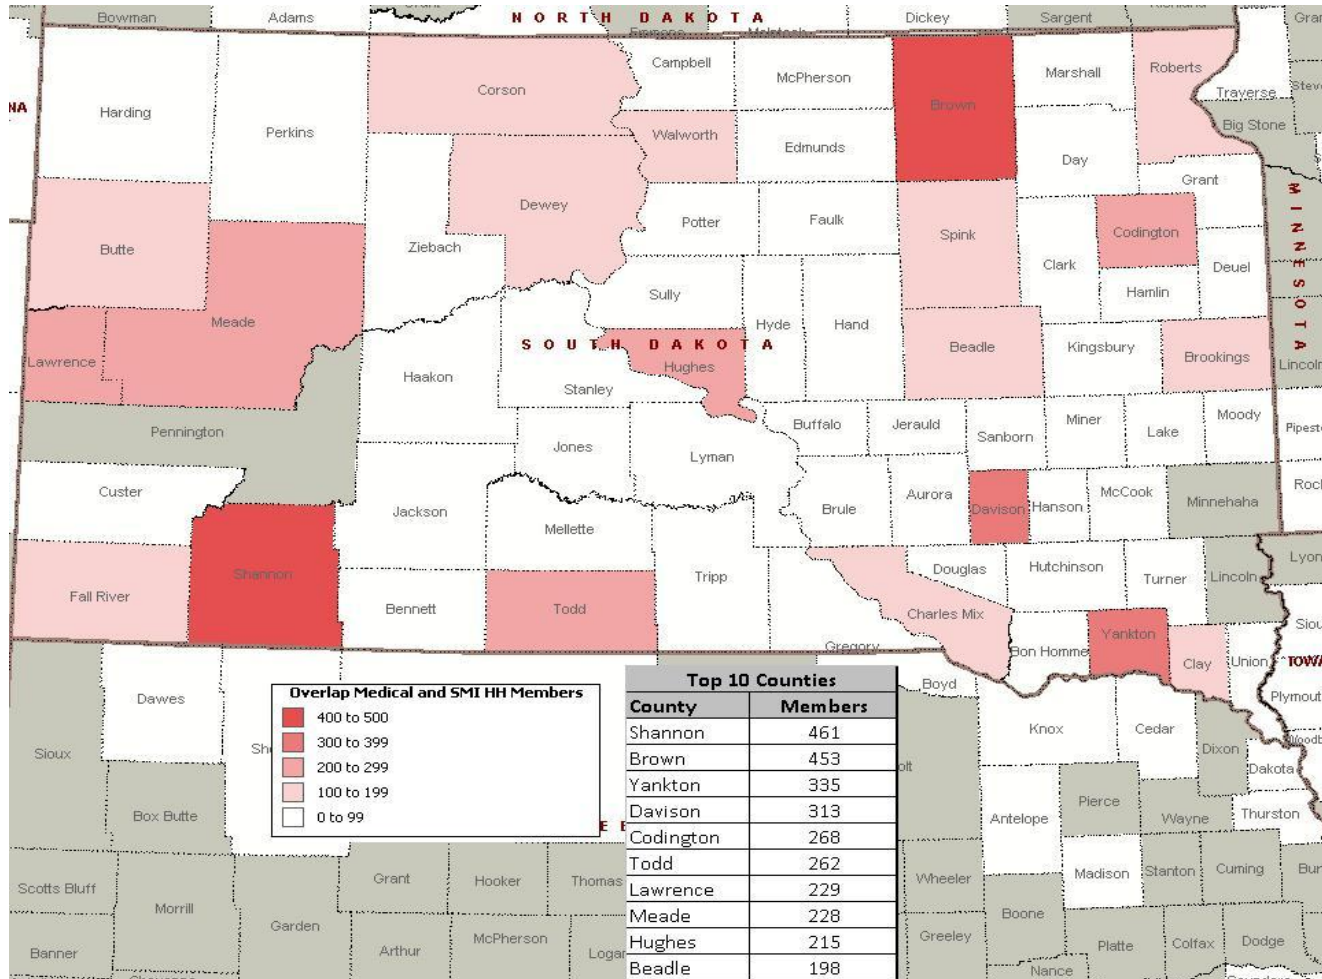 Bowman
Adams
NORTH DAKOTA
Dickey
Sargent
Campbell
McPherson
Marshall
Roberts
Traverse
Harding
Perkins
Corson
Walworth
Edmunds
Brown
Day
Big Stone
Grant
Butte
Dewey
Ziebach
Potter
Faulk
Spink
Clark
Codington
Deuel
Hamlin
MINNESOTA
Meade
Lawrence
Sully
Hyde
Hand
Beadle
Kingsbury
Brookings
SOUTH DAKOTA
Hughes
Haakon
Stanley
Pennington
Jones
Lyman
Buffalo
Jerauld
Sanborn
Miner
Lake
Moody
Custer
Jackson
Mellette
Brule
Aurora
Davison
Hanson
McCook
Minnehaha
Fall River
Shannon
Bennett
Todd
Tripp
Gregory
Douglas
Charles Mix
Hutchinson
Turner
Lincoln
Bon Homme
Yankton
Clay
Union
Dawes
Sioux
Box Butte
Boyd
Knox
Cedar
Dixon
Dakota
Antelope
Pierce
Wayne
Thurston
Scotts Bluff
Morrill
Garden
Grant
Hooker
Thomas
Wheeler
Madison
Stanton
Cuming
Banner
Arthur
McPherson
Greeley
Boone
Platte
Colfax
Dodge
Nance
Overlap Medical and SMI HH Members
400 to 500
300 to 399
200 to 299
100 to 199
0 to 99
Top 10 Counties
County Members
Shannon 461
Brown 453
Yankton 335
Davison 313
Codington 268
Todd 262
Lawrence 229
Meade 228
Hughes 215
Beadle 198